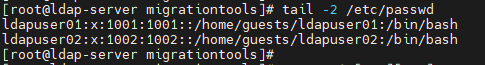 [root@ldap-server migrationtools]# tail -2 /etc/passwd
ldapuser01:x:1001:1001::/home/guests/ldapuser01:/bin/bash
ldapuser02:x:1002:1002::/home/guests/ldapuser02:/bin/bash
[root@ldap-server migrationtools]#